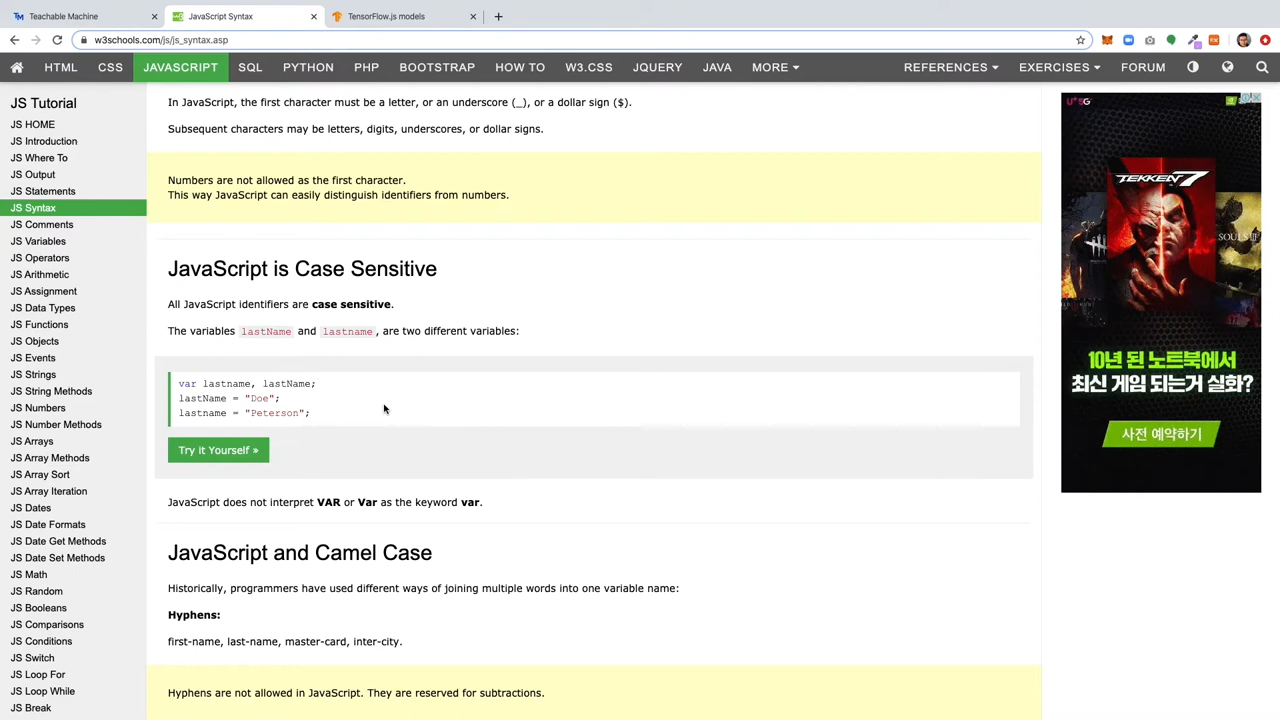 Teachable Machine
JavaScript Syntax
TensorFlow.js models
w3schools.com/js/js_syntax.asp
HTML CSS JAVASCRIPT SQL PYTHON PHP BOOTSTRAP HOW TO W3.CSS JQUERY JAVA MORE REFERENCES EXERCISES FORUM
JS Tutorial
JS HOME
JS Introduction
JS Where To
JS Output
JS Statements
JS Syntax
JS Comments
JS Variables
JS Operators
JS Arithmetic
JS Assignment
JS Data Types
JS Functions
JS Objects
JS Events
JS Strings
JS String Methods
JS Numbers
JS Number Methods
JS Arrays
JS Array Methods
JS Array Sort
JS Array Iteration
JS Dates
JS Date Formats
JS Date Get Methods
JS Date Set Methods
JS Math
JS Random
JS Booleans
JS Comparisons
JS Conditions
JS Switch
JS Loop For
JS Loop While
JS Break
In JavaScript, the first character must be a letter, or an underscore (_), or a dollar sign ($).
Subsequent characters may be letters, digits, underscores, or dollar signs.
Numbers are not allowed as the first character.
This way JavaScript can easily distinguish identifiers from numbers.
JavaScript is Case Sensitive
All JavaScript identifiers are case sensitive.
The variables lastName and lastname, are two different variables:
var lastname, lastName;
lastName = "Doe";
lastname = "Peterson";
Try it Yourself »
JavaScript does not interpret VAR or Var as the keyword var.
JavaScript and Camel Case
Historically, programmers have used different ways of joining multiple words into one variable name:
Hyphens:
first-name, last-name, master-card, inter-city.
Hyphens are not allowed in JavaScript. They are reserved for subtractions.
TEKKEN 7
10년 된 노트북에서
최신 게임 되는거 실화?
사전 예약하기